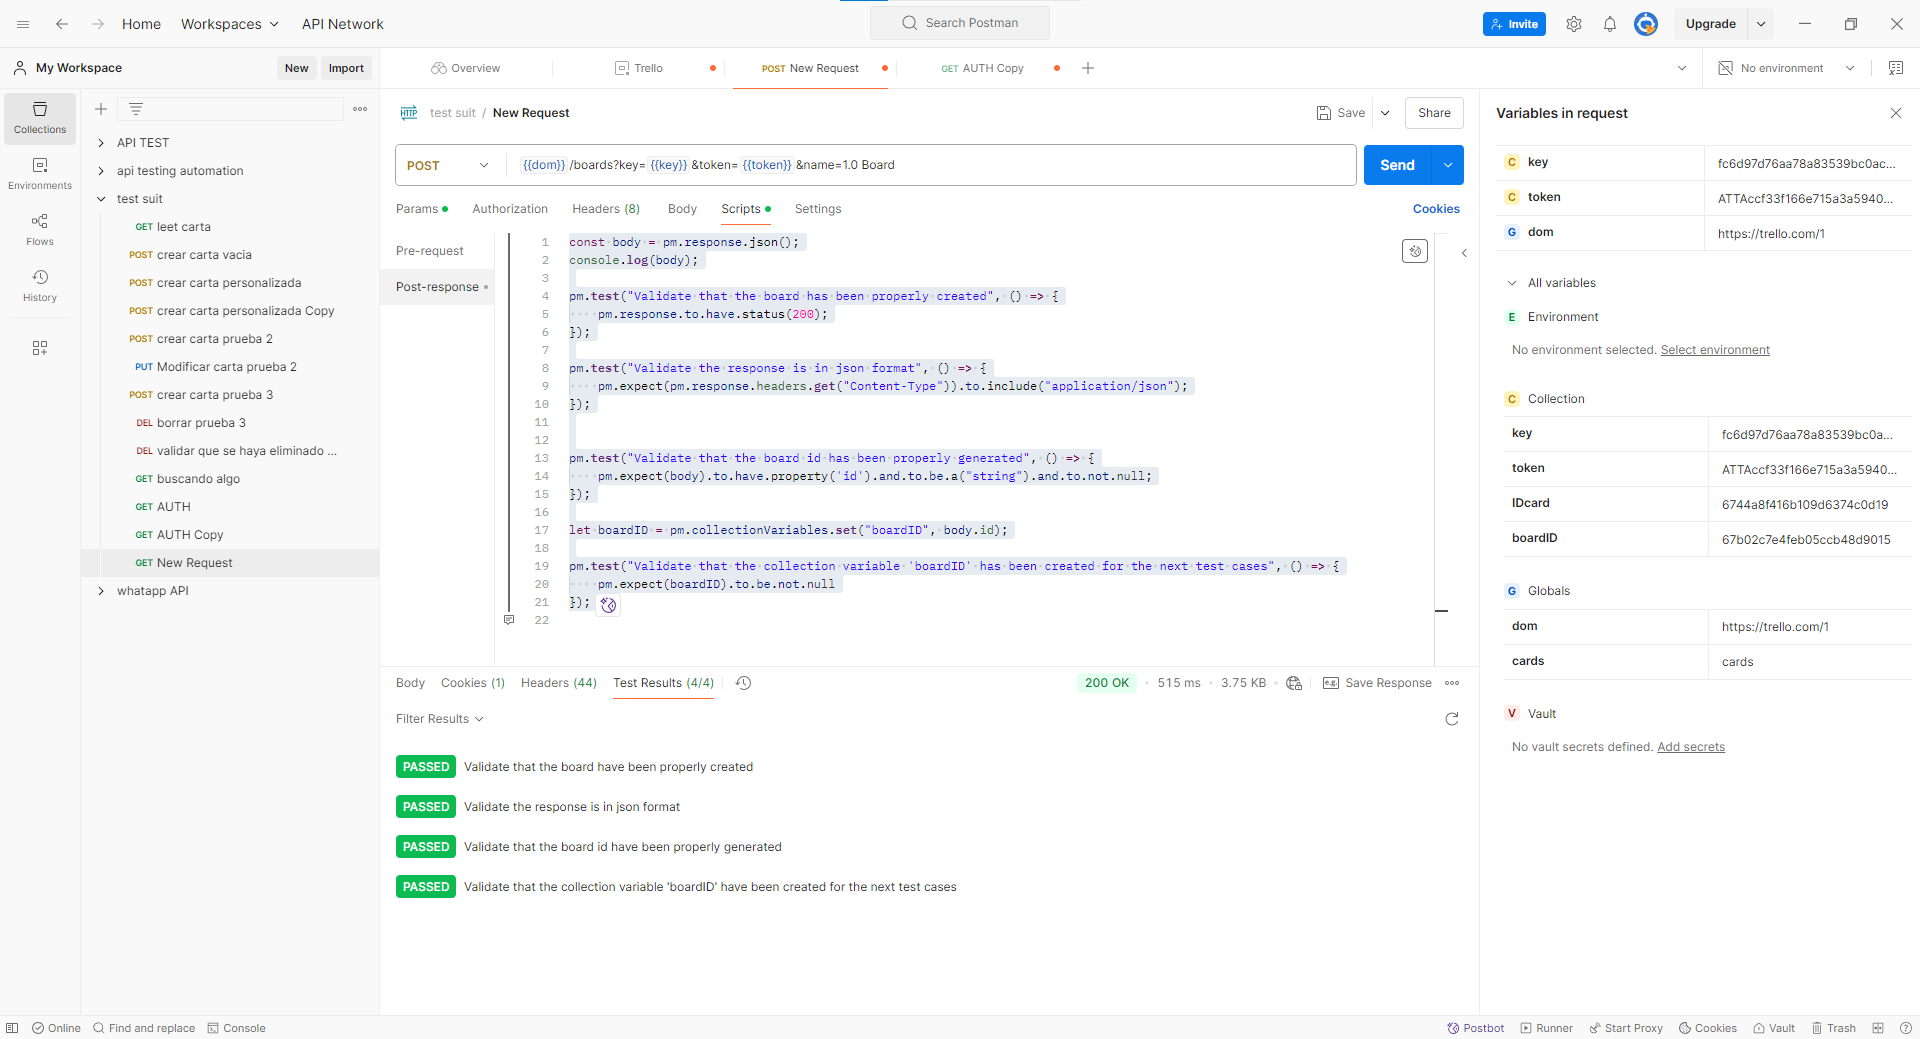 Home
Workspaces
API Network
Search Postman
Invite
Upgrade
My Workspace
New
Import
Overview
Trello
POST New Request
GET AUTH Copy
No environment
Collections
Environments
Flows
History
API TEST
api testing automation
test suit
GET leet carta
POST crear carta vacia
POST crear carta personalizada
POST crear carta personalizada Copy
POST crear carta prueba 2
PUT Modificar carta prueba 2
POST crear carta prueba 3
DEL borrar prueba 3
DEL validar que se haya eliminado ...
GET buscando algo
GET AUTH
GET AUTH Copy
GET New Request
whatapp API
HTTP test suit / New Request
Save
Share
POST
{{dom}} /boards?key= {{key}} &token= {{token}} &name=1.0 Board
Send
Params
Authorization
Headers (8)
Body
Scripts
Settings
Cookies
Pre-request
Post-response
1 const body = pm.response.json();
2 console.log(body);
3
4 pm.test("Validate that the board has been properly created", () => {
5 pm.response.to.have.status(200);
6 });
7
8 pm.test("Validate the response is in json format", () => {
9 pm.expect(pm.response.headers.get("Content-Type")).to.include("application/json");
10 });
11
12
13 pm.test("Validate that the board id has been properly generated", () => {
14 pm.expect(body).to.have.property('id').and.to.be.a("string").and.to.not.null;
15 });
16
17 let boardID = pm.collectionVariables.set("boardID", body.id);
18
19 pm.test("Validate that the collection variable 'boardID' has been created for the next test cases", () => {
20 pm.expect(boardID).to.be.not.null
21 });
22
Body
Cookies (1)
Headers (44)
Test Results (4/4)
200 OK
515 ms
3.75 KB
e.g. Save Response
Filter Results
PASSED Validate that the board have been properly created
PASSED Validate the response is in json format
PASSED Validate that the board id have been properly generated
PASSED Validate that the collection variable 'boardID' have been created for the next test cases
Variables in request
C key fc6d97d76aa78a83539bc0ac...
C token ATTAccf33f166e715a3a5940...
G dom https://trello.com/1
All variables
E Environment
No environment selected. Select environment
C Collection
key fc6d97d76aa78a83539bc0a...
token ATTAccf33f166e715a3a5940...
IDcard 6744a8f416b109d6374c0d19
boardID 67b02c7e4feb05ccb48d9015
G Globals
dom https://trello.com/1
cards cards
V Vault
No vault secrets defined. Add secrets
Online
Find and replace
Console
Postbot
Runner
Start Proxy
Cookies
Vault
Trash